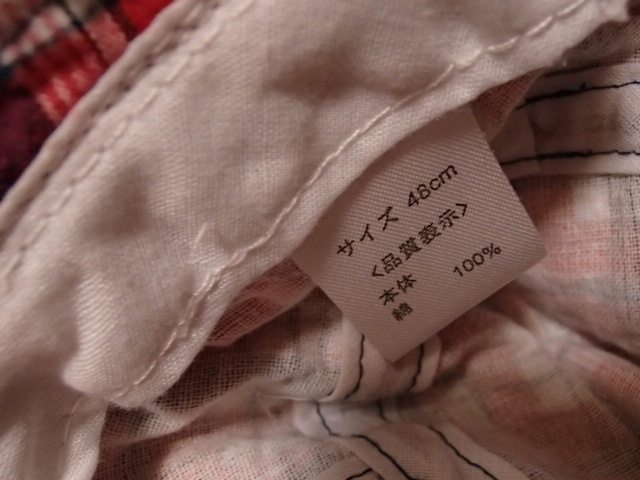 サイズ 48cm
<品質表示>
本体
綿 100%